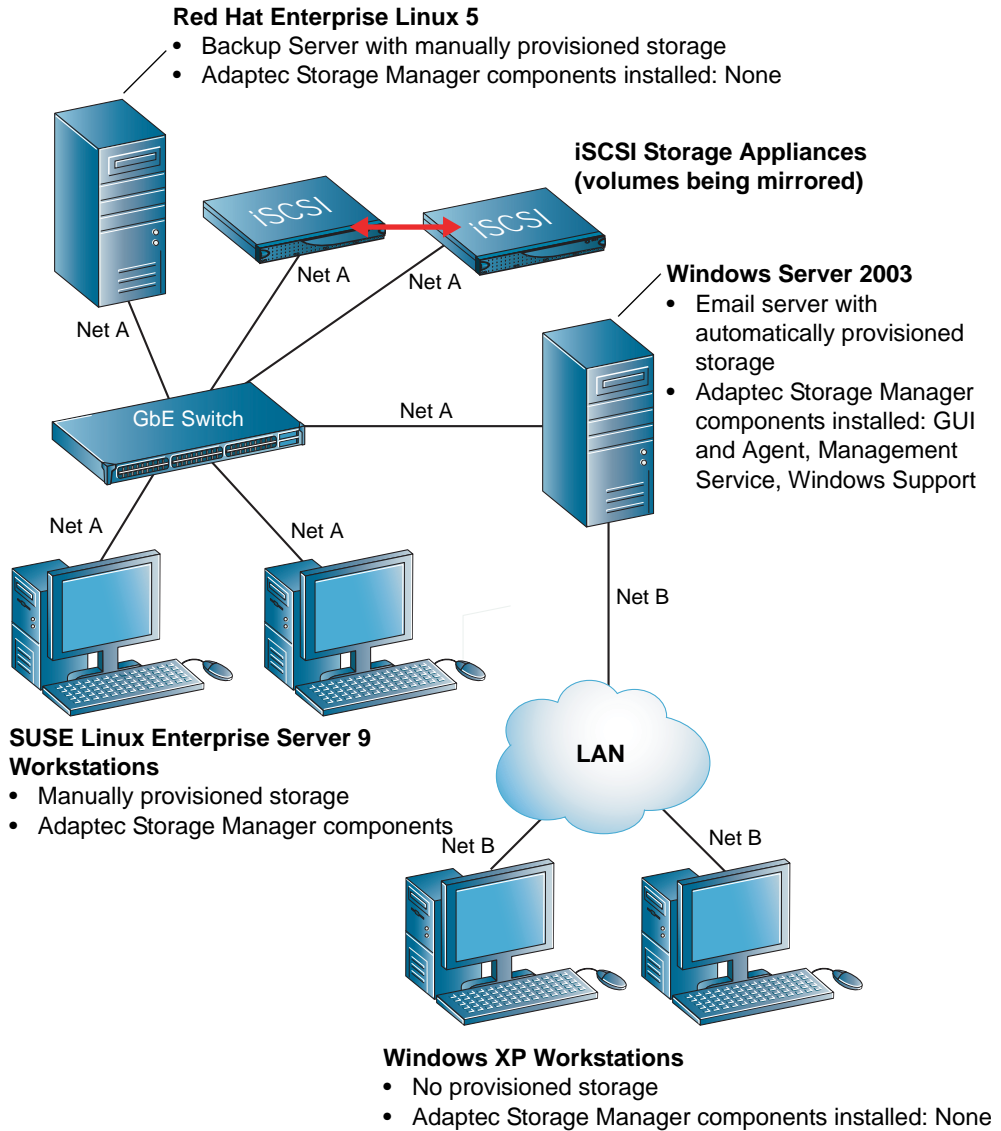 Red Hat Enterprise Linux 5
• Backup Server with manually provisioned storage
• Adaptec Storage Manager components installed: None
iSCSI Storage Appliances
(volumes being mirrored)
iSCSI
iSCSI
Net A
Net A
Net A
Windows Server 2003
• Email server with
automatically provisioned
storage
• Adaptec Storage Manager
components installed: GUI
and Agent, Management
Service, Windows Support
GbE Switch
Net A
Net A
Net A
Net B
SUSE Linux Enterprise Server 9
Workstations
• Manually provisioned storage
• Adaptec Storage Manager components
LAN
Net B
Net B
Windows XP Workstations
• No provisioned storage
• Adaptec Storage Manager components installed: None